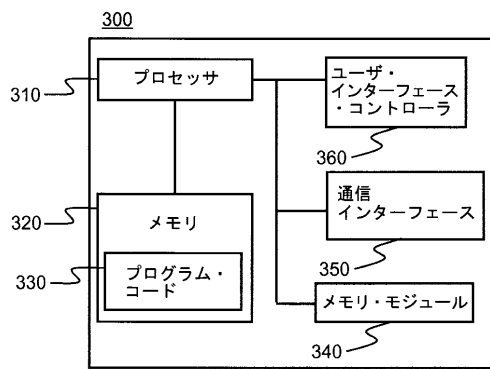 300
310
プロセッサ
ユーザ・
インターフェース
・コントローラ
360
320
メモリ
通信
インターフェース
350
330
プログラム・
コード
メモリ・モジュール
340